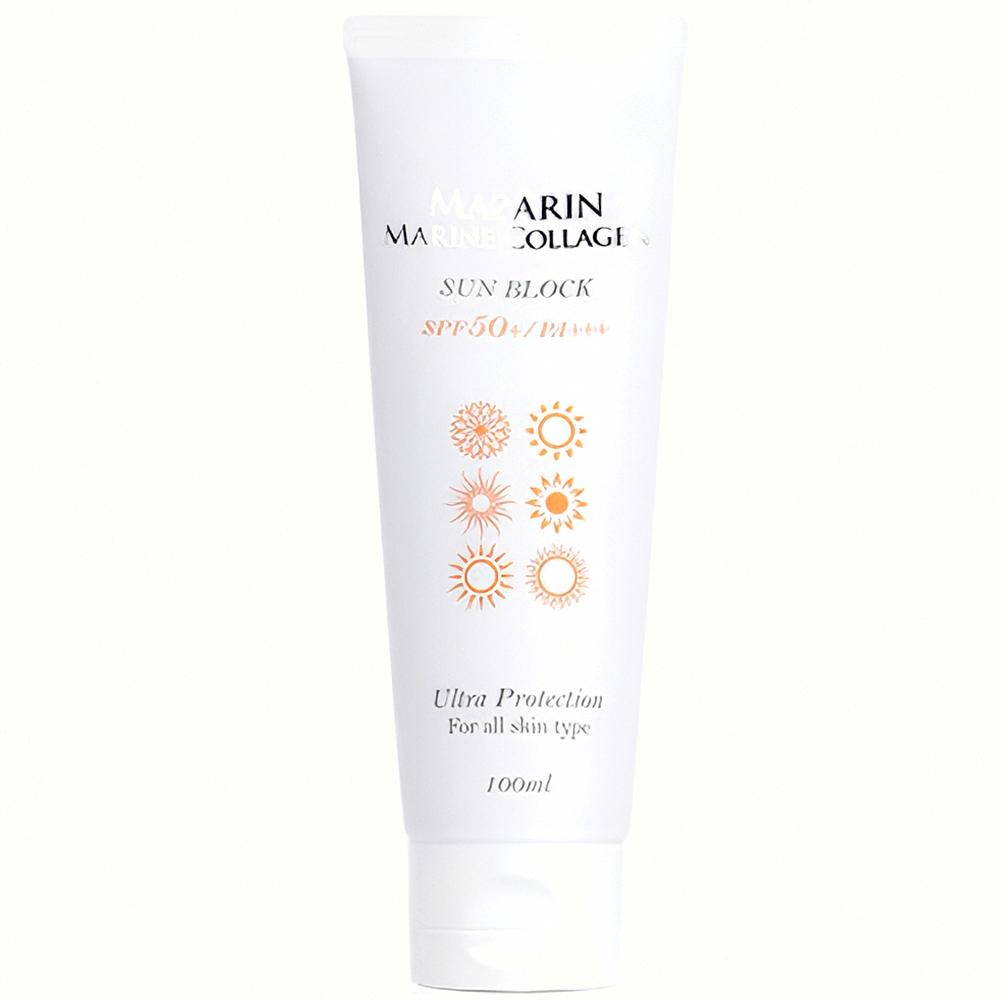 MAZARIN
MARINE COLLAGEN
SUN BLOCK
SPF50+/PA+++
Ultra Protection
For all skin type
100ml